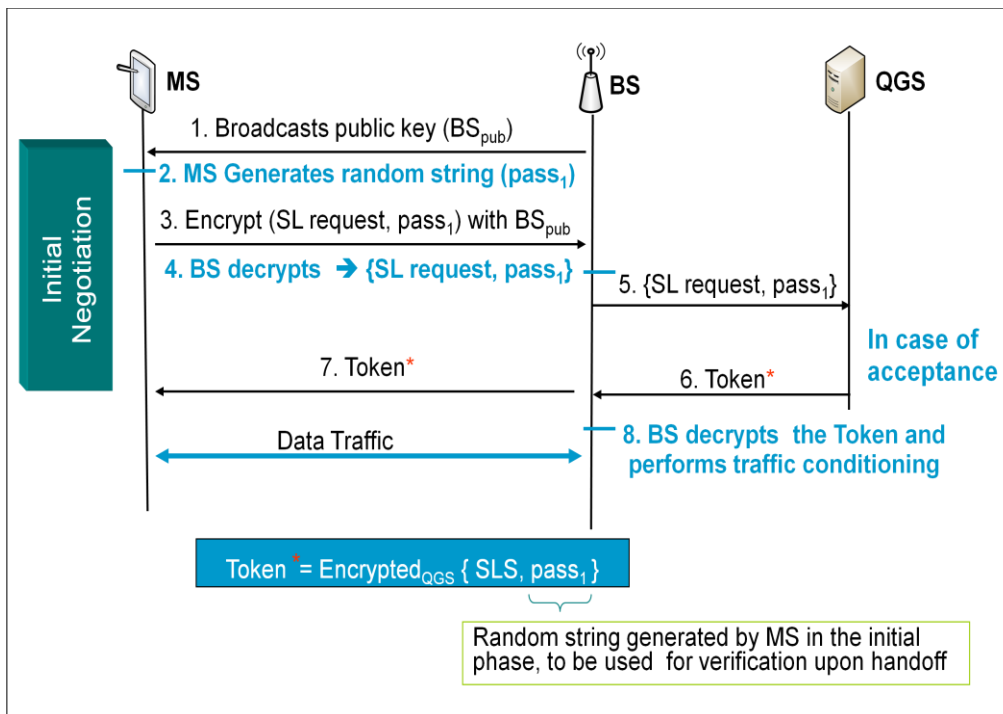 MS
BS
QGS
1. Broadcasts public key (BSpub)
2. MS Generates random string (pass1)
3. Encrypt (SL request, pass1) with BSpub
4. BS decrypts ➔ {SL request, pass1}
5. {SL request, pass1}
Initial
Negotiation
In case of
acceptance
7. Token*
6. Token*
Data Traffic
8. BS decrypts the Token and
performs traffic conditioning
Token *= EncryptedQGS { SLS, pass1 }
Random string generated by MS in the initial
phase, to be used for verification upon handoff